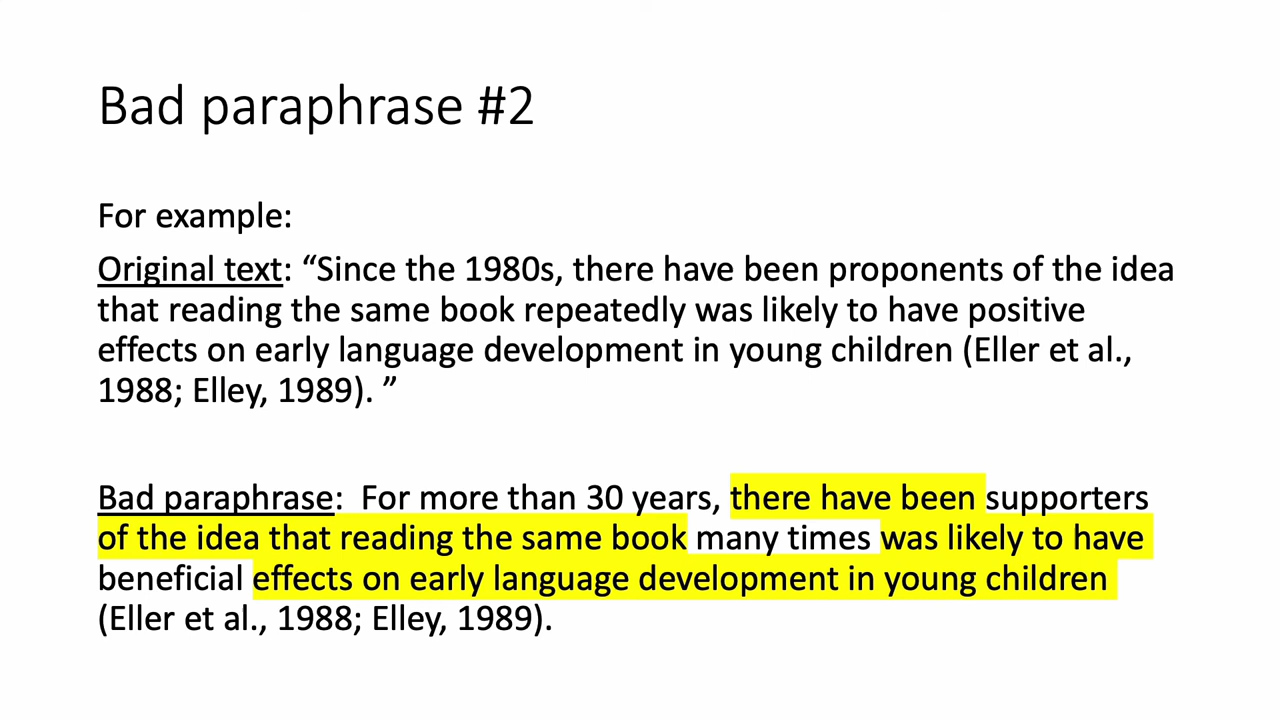 Bad paraphrase #2
For example:
Original text: “Since the 1980s, there have been proponents of the idea
that reading the same book repeatedly was likely to have positive
effects on early language development in young children (Eller et al.,
1988; Elley, 1989). ”
Bad paraphrase:  For more than 30 years, there have been supporters
of the idea that reading the same book many times was likely to have
beneficial effects on early language development in young children
(Eller et al., 1988; Elley, 1989).